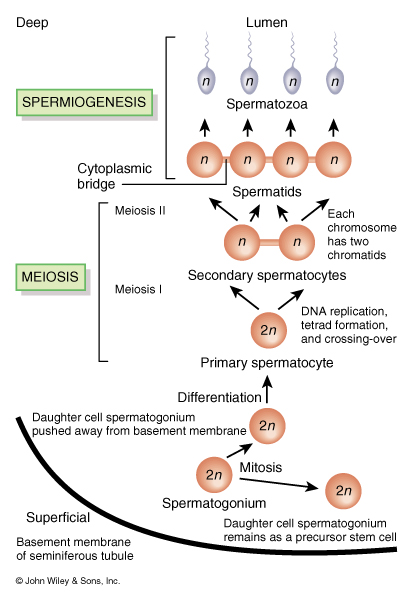 Deep
Lumen
n n n n
SPERMIOGENESIS
Spermatozoa
n n n n
Cytoplasmic
bridge
Spermatids
Meiosis II
Each
chromosome
has two
chromatids
n n
MEIOSIS
Secondary spermatocytes
Meiosis I
DNA replication,
tetrad formation,
and crossing-over
2n
Primary spermatocyte
Differentiation
Daughter cell spermatogonium
pushed away from basement membrane
2n
Mitosis
2n
2n
Spermatogonium
Superficial
Daughter cell spermatogonium
remains as a precursor stem cell
Basement membrane
of seminiferous tubule
© John Wiley & Sons, Inc.